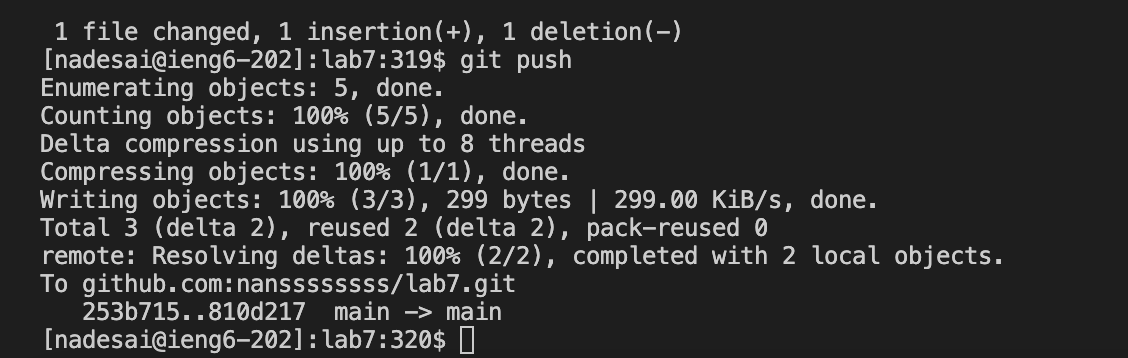 1 file changed, 1 insertion(+), 1 deletion(-)
[nadesai@ieng6-202]:lab7:319$ git push
Enumerating objects: 5, done.
Counting objects: 100% (5/5), done.
Delta compression using up to 8 threads
Compressing objects: 100% (1/1), done.
Writing objects: 100% (3/3), 299 bytes | 299.00 KiB/s, done.
Total 3 (delta 2), reused 2 (delta 2), pack-reused 0
remote: Resolving deltas: 100% (2/2), completed with 2 local objects.
To github.com:nanssssssss/lab7.git
253b715..810d217  main -> main
[nadesai@ieng6-202]:lab7:320$